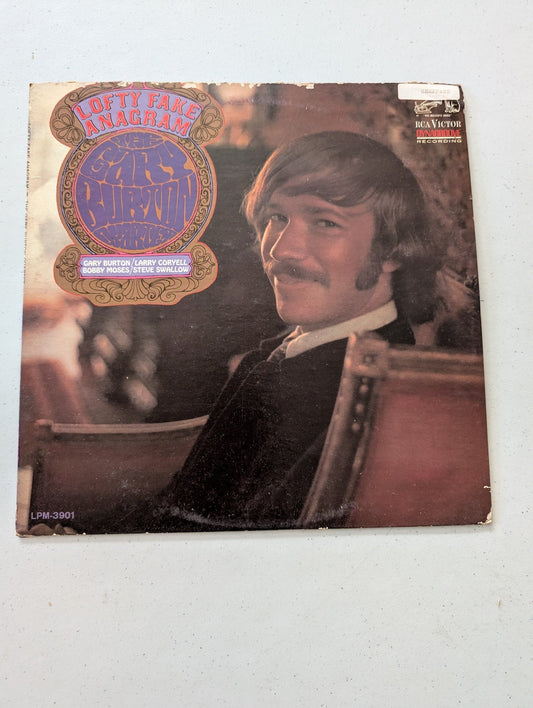 LOFTY FAKE
ANAGRAM
THE
GARY
BURTON
QUARTET
GARY BURTON/LARRY CORYELL
BOBBY MOSES/STEVE SWALLOW
RCA VICTOR
DYNAGROOVE
RECORDING
LPM-3901